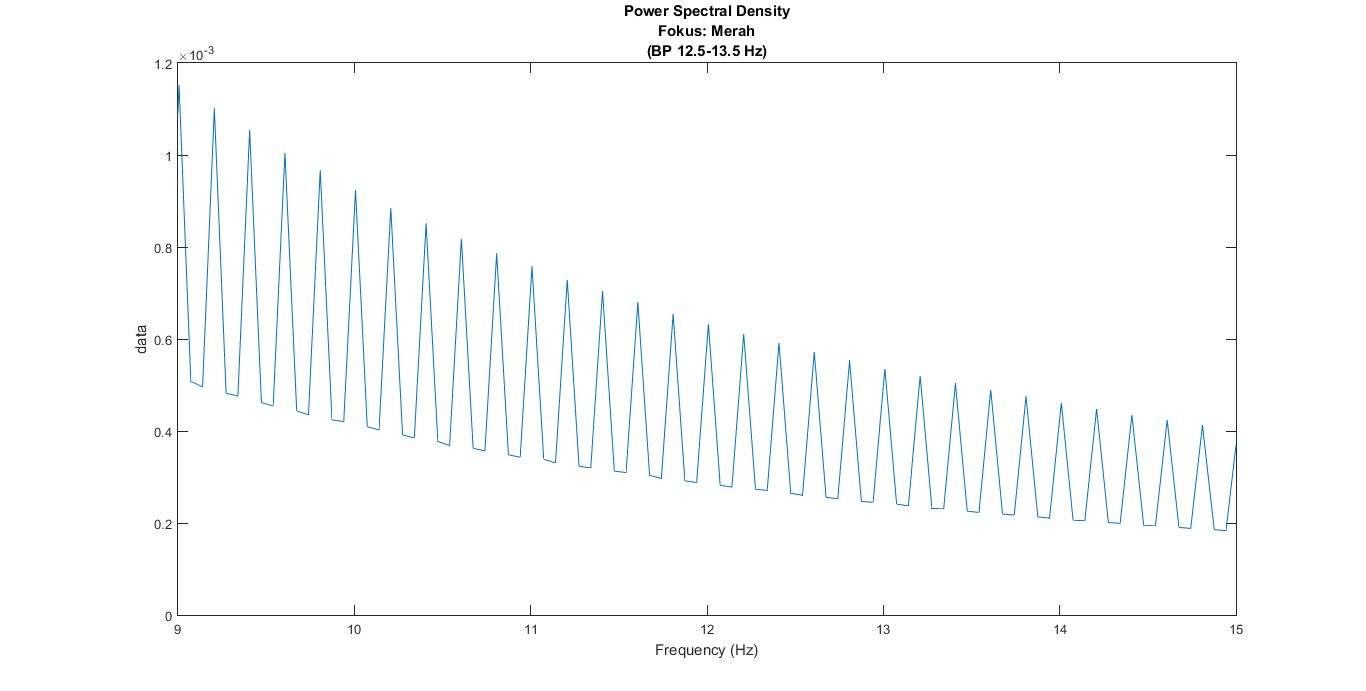 Power Spectral Density
Fokus: Merah
(BP 12.5-13.5 Hz)
×10-3
1.2
1
0.8
0.6
0.4
0.2
0
data
9 10 11 12 13 14 15
Frequency (Hz)